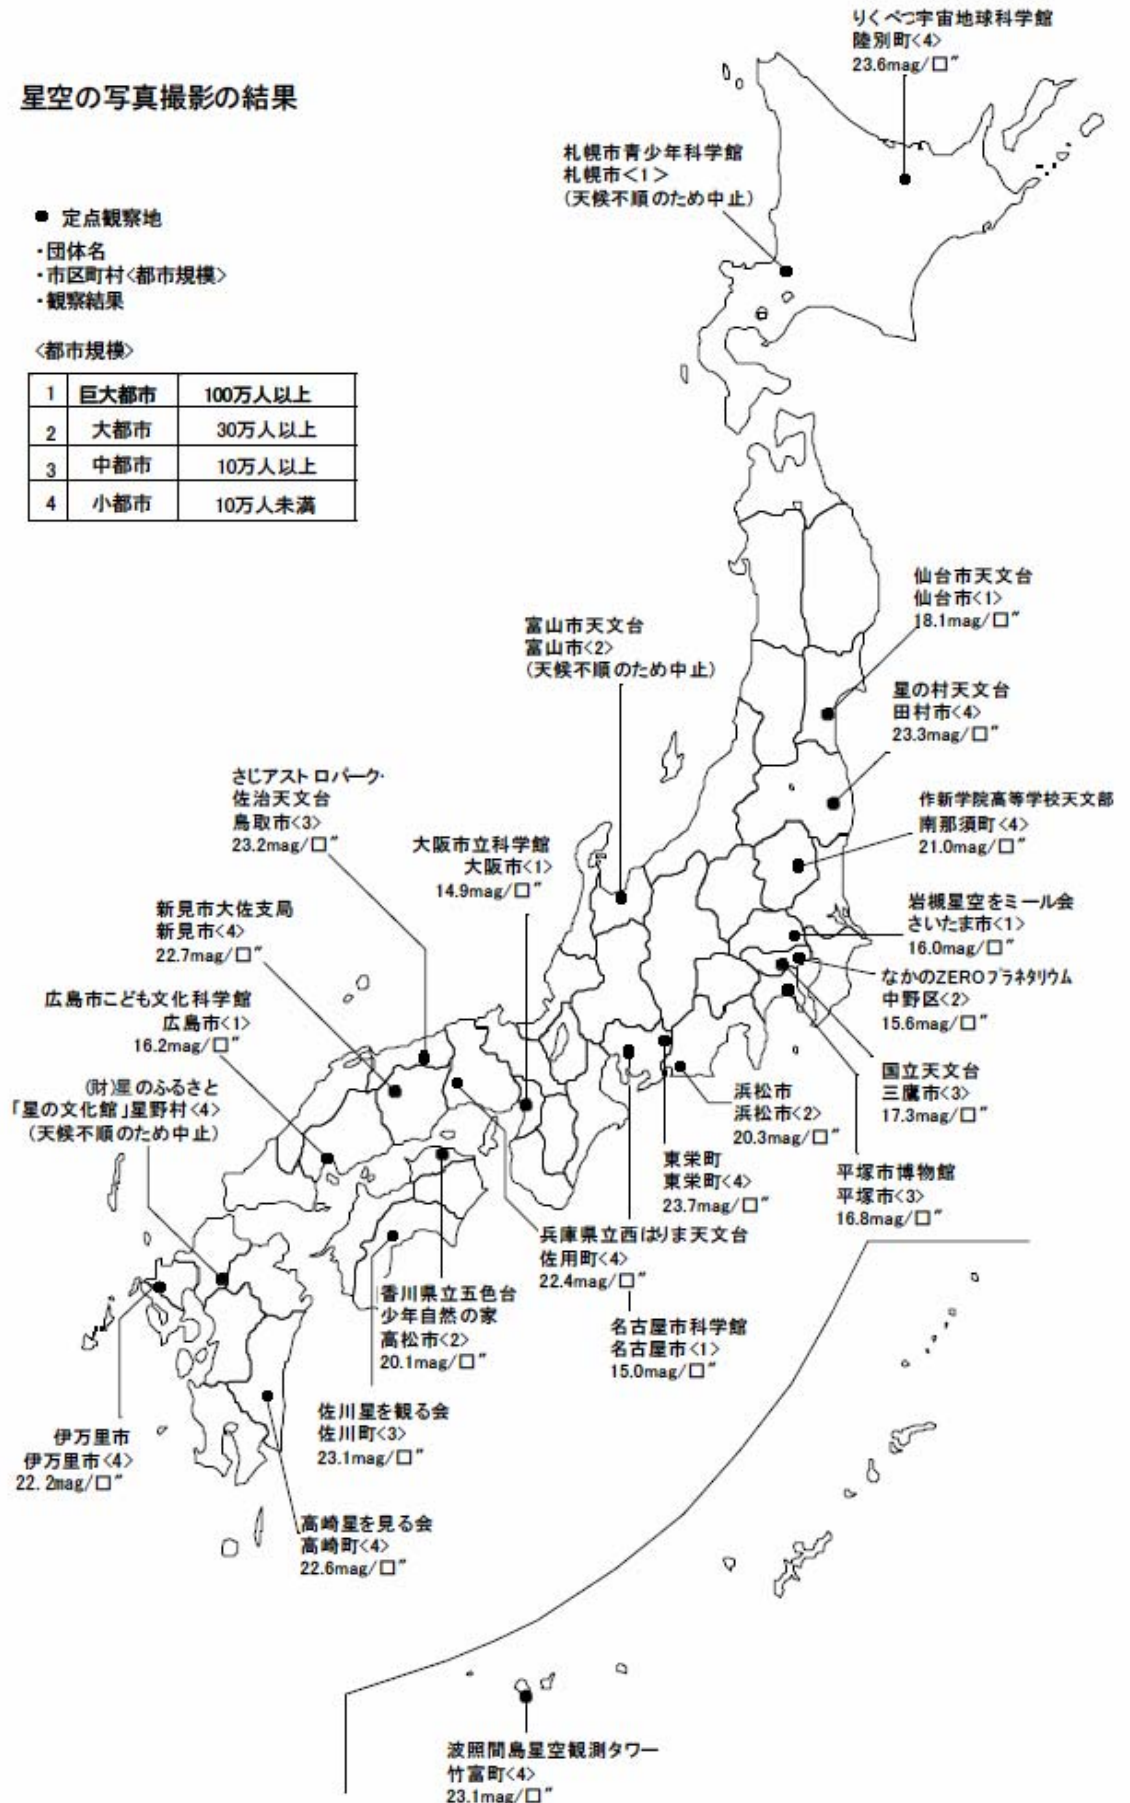 りくべつ宇宙地球科学館
陸別町<4>
23.6mag/□″
星空の写真撮影の結果
札幌市青少年科学館
札幌市<1>
(天候不順のため中止)
● 定点観察地
・団体名
・市区町村<都市規模>
・観察結果
<都市規模>
1 巨大都市 100万人以上
2 大都市 30万人以上
3 中都市 10万人以上
4 小都市 10万人未満
仙台市天文台
仙台市<1>
18.1mag/□″
富山市天文台
富山市<2>
(天候不順のため中止)
星の村天文台
田村市<4>
23.3mag/□″
さじアストロパーク・
佐治天文台
鳥取市<3>
23.2mag/□″
作新学院高等学校天文部
南那須町<4>
21.0mag/□″
大阪市立科学館
大阪市<1>
14.9mag/□″
新見市大佐支局
新見市<4>
22.7mag/□″
岩槻星空をミール会
さいたま市<1>
16.0mag/□″
なかのZEROプラネタリウム
中野区<2>
15.6mag/□″
広島市こども文化科学館
広島市<1>
16.2mag/□″
国立天文台
三鷹市<3>
17.3mag/□″
(財)星のふるさと
「星の文化館」星野村<4>
(天候不順のため中止)
浜松市
浜松市<2>
20.3mag/□″
東栄町
東栄町<4>
23.7mag/□″
平塚市博物館
平塚市<3>
16.8mag/□″
兵庫県立西はりま天文台
佐用町<4>
22.4mag/□″
香川県立五色台
少年自然の家
高松市<2>
20.1mag/□″
名古屋市科学館
名古屋市<1>
15.0mag/□″
佐川星を観る会
佐川町<3>
23.1mag/□″
伊万里市
伊万里市<4>
22.2mag/□″
高崎星を見る会
高崎町<4>
22.6mag/□″
波照間島星空観測タワー
竹富町<4>
23.1mag/□″